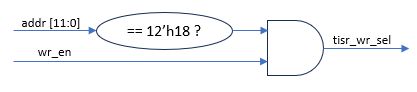 addr [11:0]
== 12’h18 ?
wr_en
tisr_wr_sel